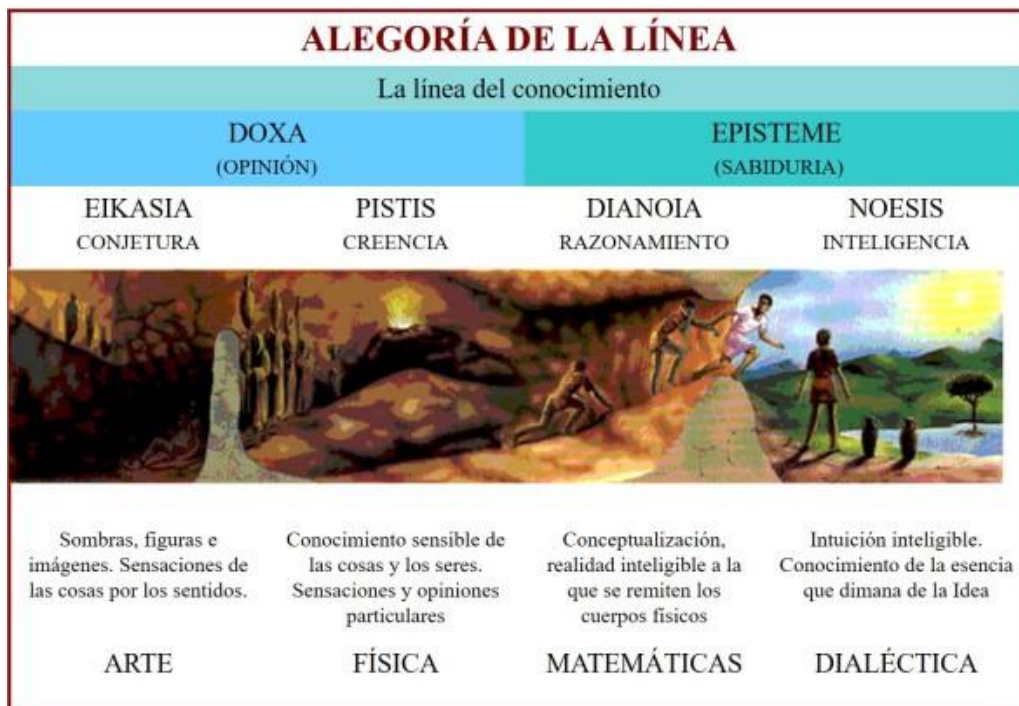 ALEGORÍA DE LA LÍNEA
La línea del conocimiento
DOXA
(OPINIÓN)
EPISTEME
(SABIDURIA)
EIKASIA
CONJETURA
PISTIS
CREENCIA
DIANOIA
RAZONAMIENTO
NOESIS
INTELIGENCIA
Sombras, figuras e
imágenes. Sensaciones de
las cosas por los sentidos.
Conocimiento sensible de
las cosas y los seres.
Sensaciones y opiniones
particulares
Conceptualización,
realidad inteligible a la
que se remiten los
cuerpos físicos
Intuición inteligible.
Conocimiento de la esencia
que dimana de la Idea
ARTE
FÍSICA
MATEMÁTICAS
DIALÉCTICA